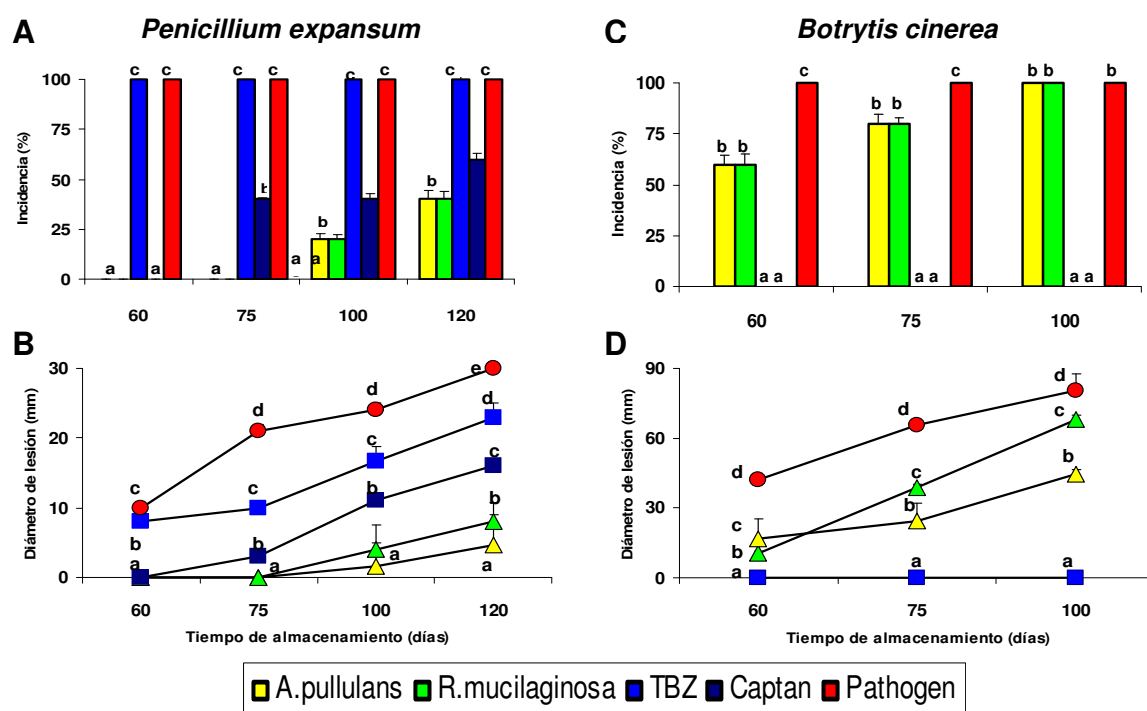 A Penicillium expansum
c c c c c c c c
100
75
50
25
0
Incidencia (%)
a a a b a b a b
60 75 100 120
C Botrytis cinerea
c c b b b
100
75
50
25
0
Incidencia (%)
b b b b
a a a a a a
60 75 100
B
30
20
10
0
Diámetro de lesión (mm)
c d d e
c c d
b b b c
a a a b
a
60 75 100 120
Tiempo de almacenamiento (días)
D
90
60
30
0
Diámetro de lesión (mm)
d d d
c c c
b b b
a a a
60 75 100
Tiempo de almacenamiento (días)
A.pullulans R.mucilaginosa TBZ Captan Pathogen